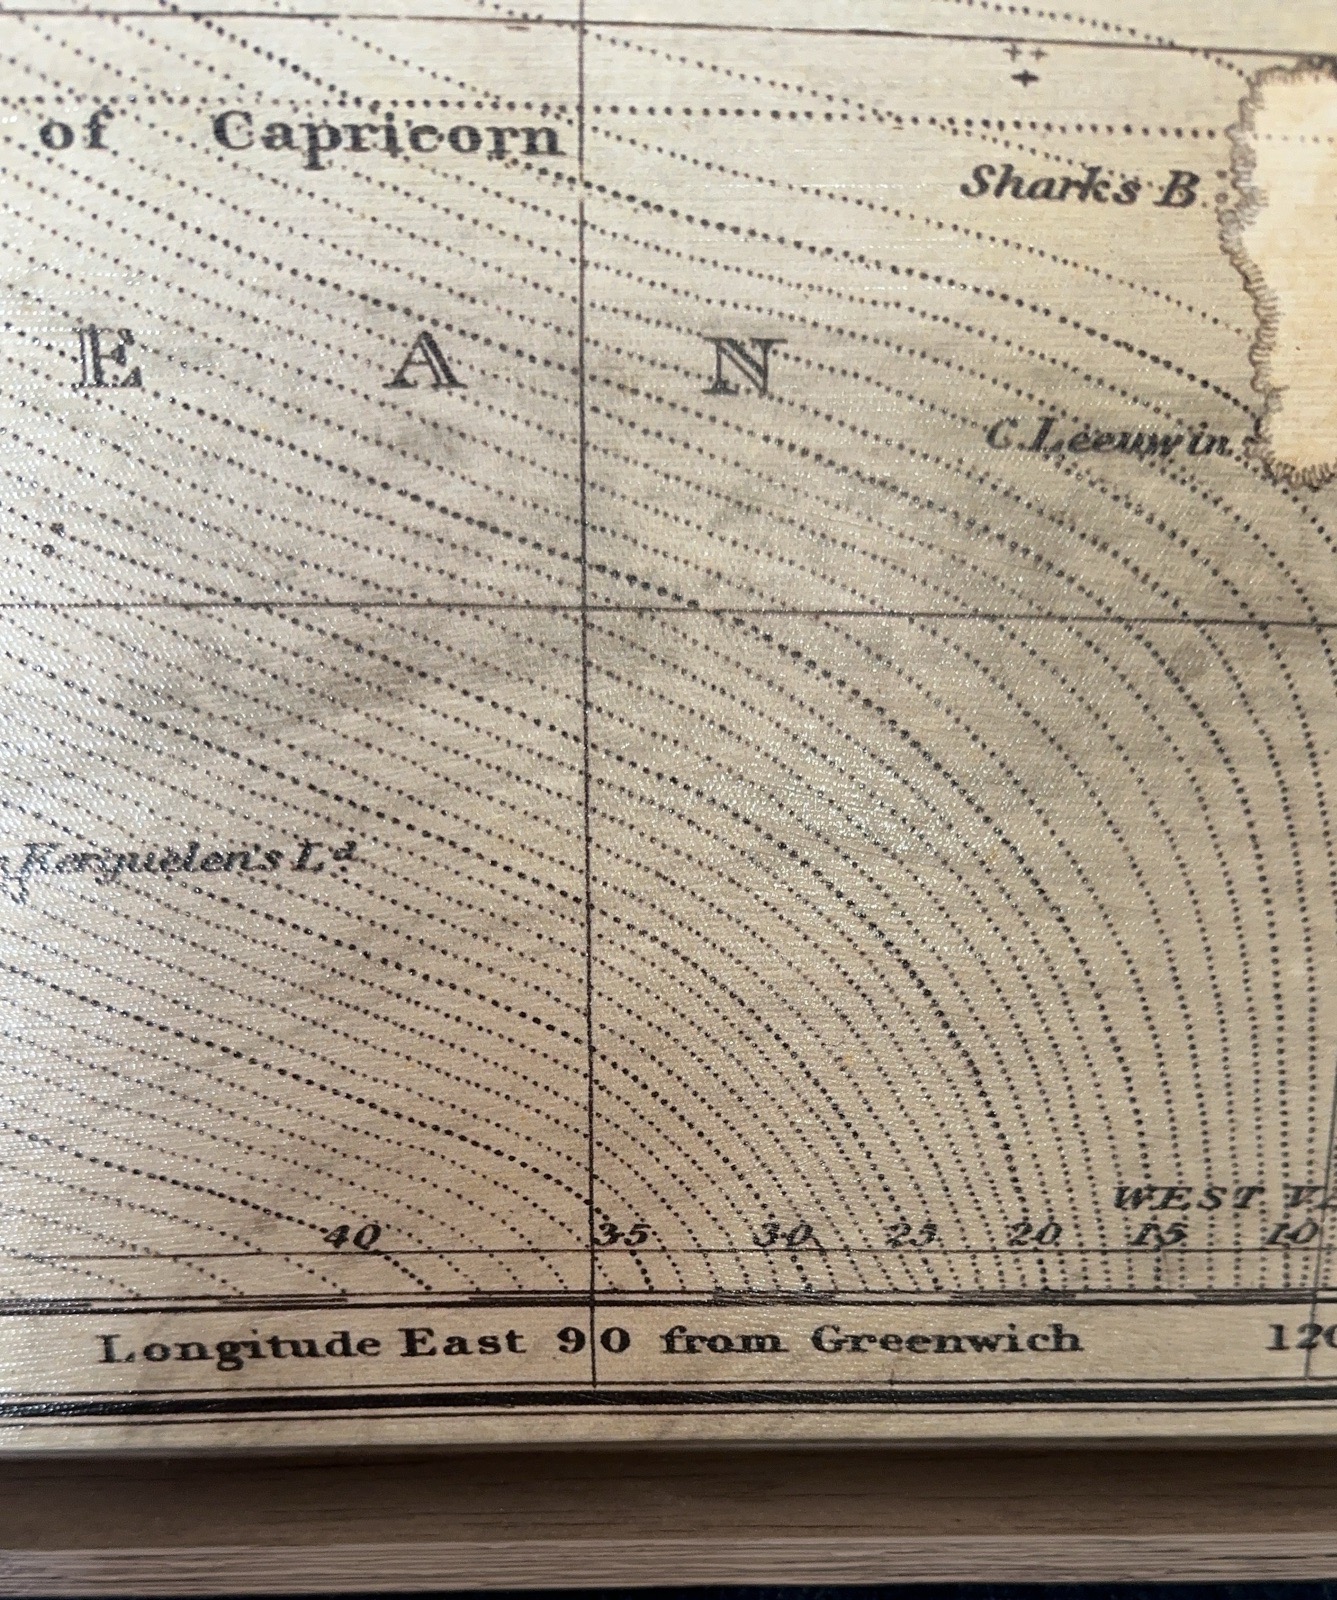 of Capricorn
Sharks B.
E A N
C. Leeuwin
Kerguelen's Ld
WEST
40 35 30 25 20 15 10
Longitude East 90 from Greenwich 120